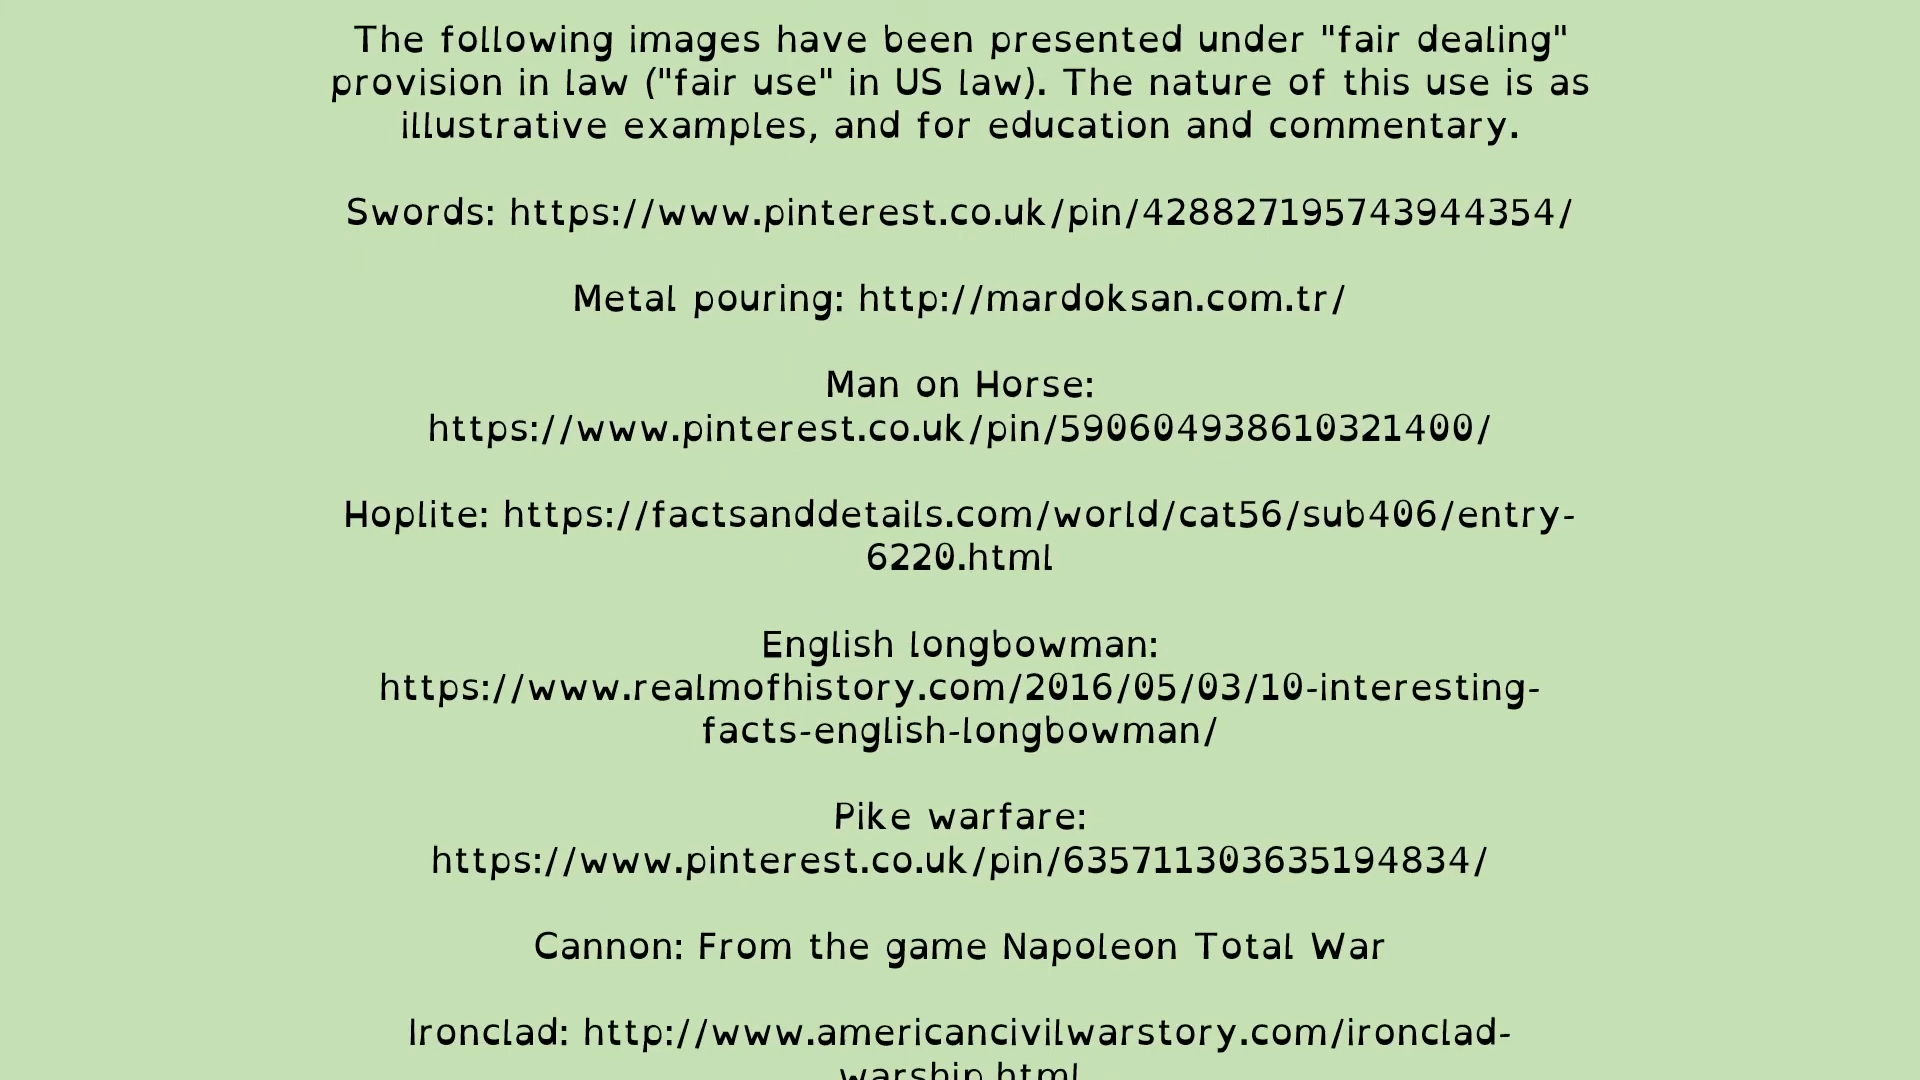 The following images have been presented under "fair dealing"
provision in law ("fair use" in US law). The nature of this use is as
illustrative examples, and for education and commentary.
Swords: https://www.pinterest.co.uk/pin/428827195743944354/
Metal pouring: http://mardoksan.com.tr/
Man on Horse:
https://www.pinterest.co.uk/pin/590604938610321400/
Hoplite: https://factsanddetails.com/world/cat56/sub406/entry-
6220.html
English longbowman:
https://www.realmofhistory.com/2016/05/03/10-interesting-
facts-english-longbowman/
Pike warfare:
https://www.pinterest.co.uk/pin/635711303635194834/
Cannon: From the game Napoleon Total War
Ironclad: http://www.americancivilwarstory.com/ironclad-
warship.html